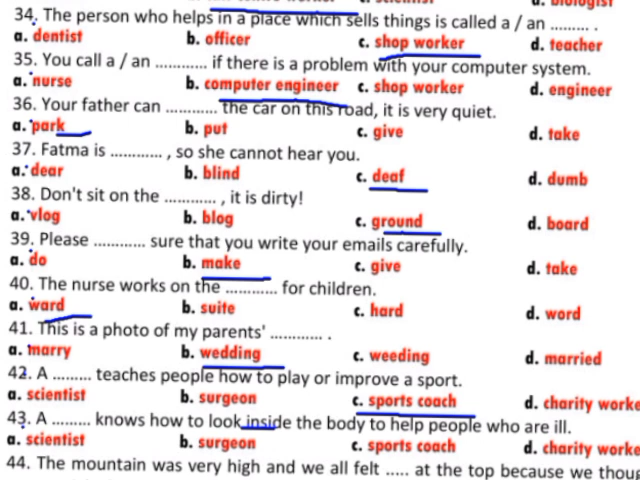 biologist
34. The person who helps in a place which sells things is called a / an .......... .
a. dentist b. officer c. shop worker d. teacher
35. You call a / an ............ if there is a problem with your computer system.
a. nurse b. computer engineer c. shop worker d. engineer
36. Your father can ............ the car on this road, it is very quiet.
a. park b. put c. give d. take
37. Fatma is ............ , so she cannot hear you.
a. dear b. blind c. deaf d. dumb
38. Don't sit on the ............ , it is dirty!
a. vlog b. blog c. ground d. board
39. Please ............ sure that you write your emails carefully.
a. do b. make c. give d. take
40. The nurse works on the ............ for children.
a. ward b. suite c. hard d. word
41. This is a photo of my parents' ............ .
a. marry b. wedding c. weeding d. married
42. A ......... teaches people how to play or improve a sport.
a. scientist b. surgeon c. sports coach d. charity worke
43. A ......... knows how to look inside the body to help people who are ill.
a. scientist b. surgeon c. sports coach d. charity worke
44. The mountain was very high and we all felt ..... at the top because we thoug